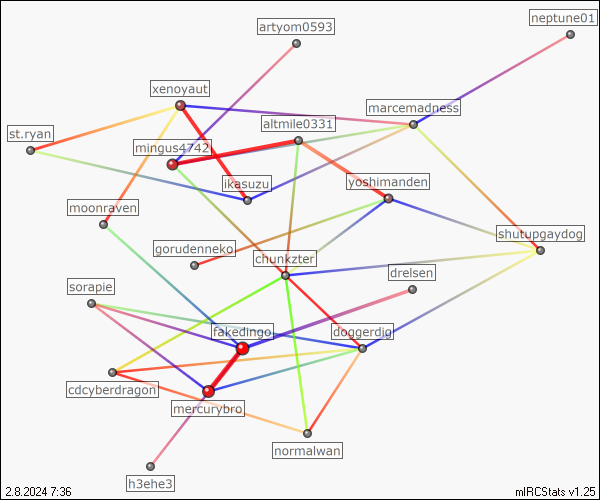 neptune01
artyom0593
xenoyaut
marcemadness
altmile0331
st.ryan
mingus4742
ikasuzu
yoshimanden
moonraven
shutupgaydog
gorudenneko
chunkzter
drelsen
sorapie
fakedingo
doggerdjg
cdcyberdragon
mercurybro
normalwan
h3ehe3
2.8.2024 7:36
mIRCStats v1.25